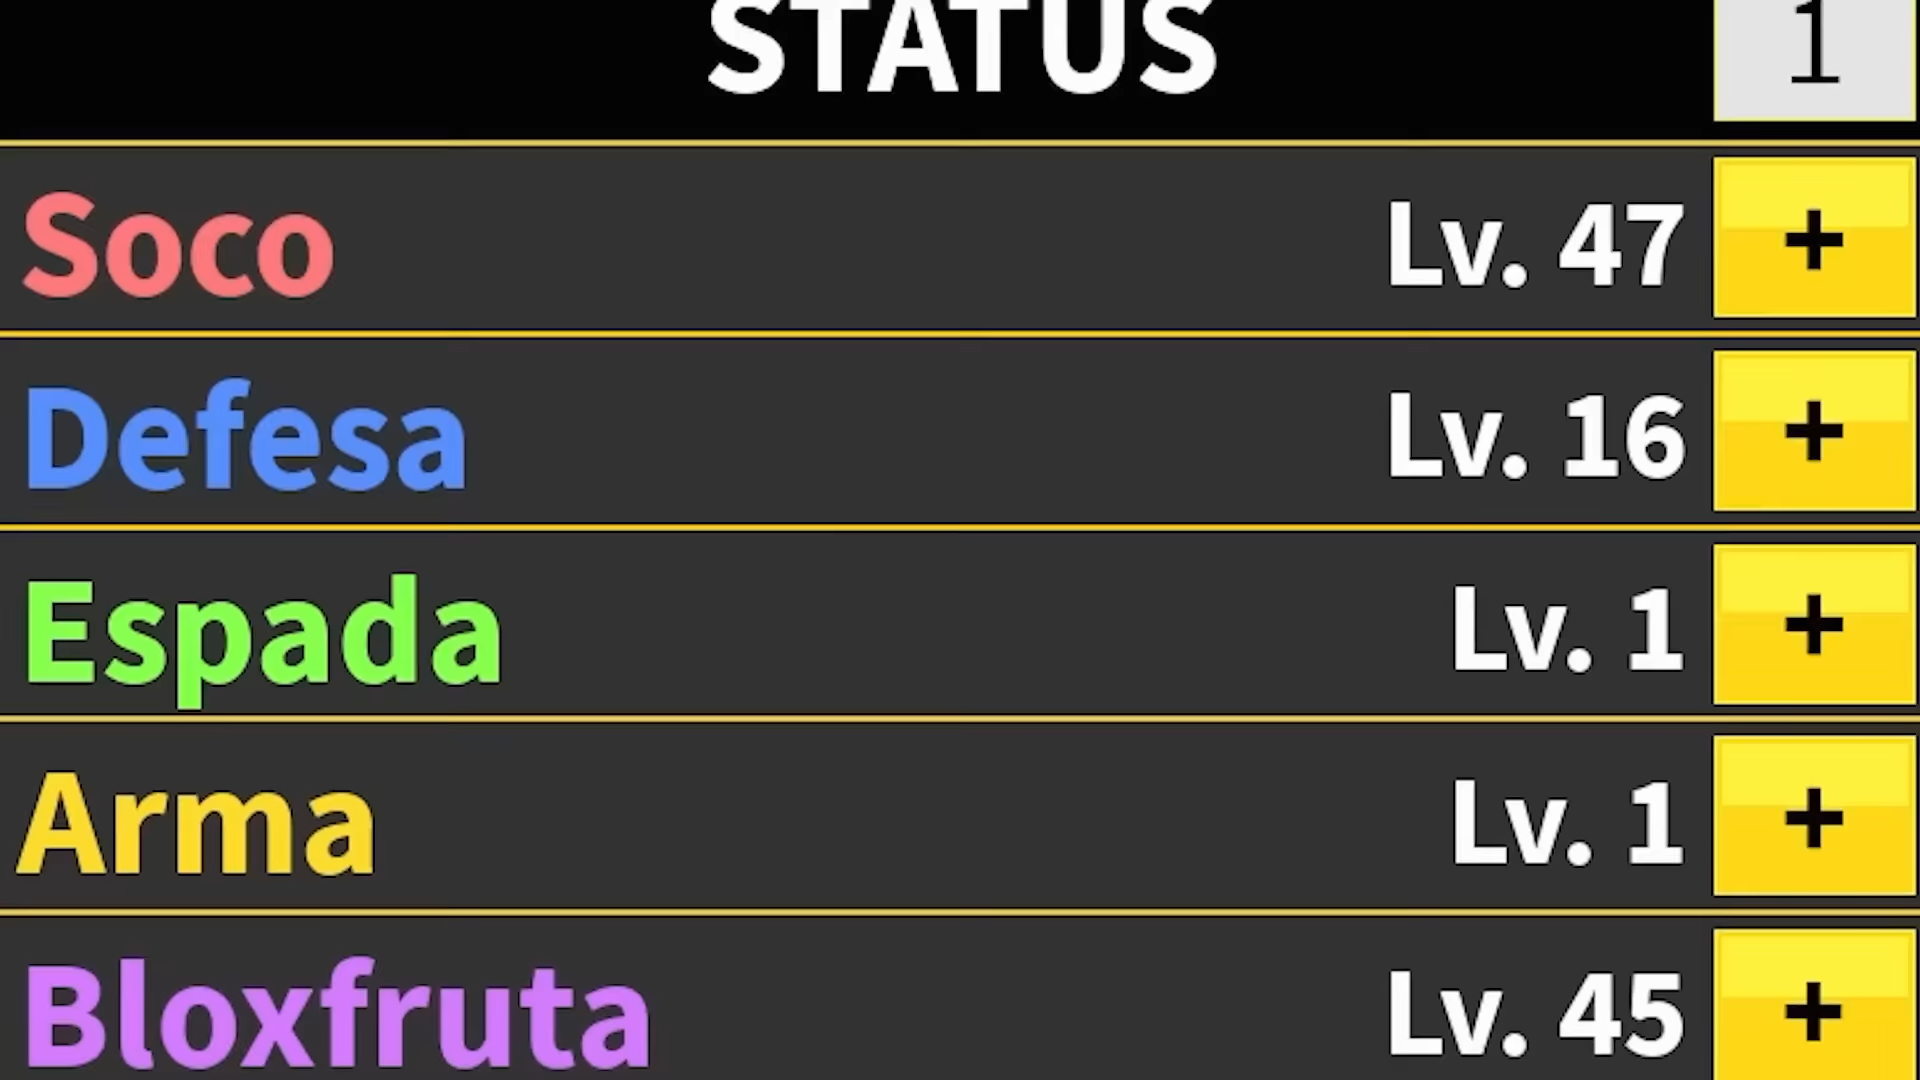 STATUS 1
Soco Lv. 47 +
Defesa Lv. 16 +
Espada Lv. 1 +
Arma Lv. 1 +
Bloxfruta Lv. 45 +